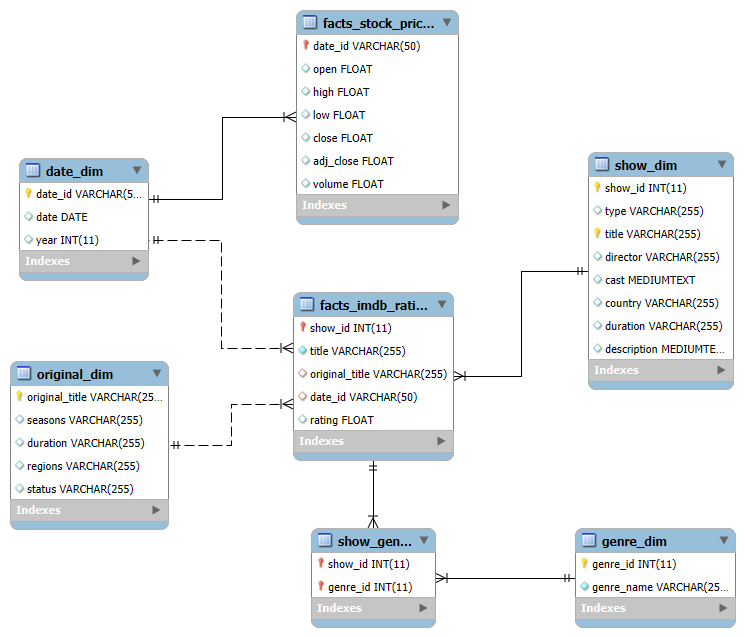 facts_stock_pric...
date_id VARCHAR(50)
open FLOAT
high FLOAT
low FLOAT
close FLOAT
adj_close FLOAT
volume FLOAT
Indexes
date_dim
date_id VARCHAR(5...
date DATE
year INT(11)
Indexes
show_dim
show_id INT(11)
type VARCHAR(255)
title VARCHAR(255)
director VARCHAR(255)
cast MEDIUMTEXT
country VARCHAR(255)
duration VARCHAR(255)
description MEDIUMTE...
Indexes
facts_imdb_rati...
show_id INT(11)
title VARCHAR(255)
original_title VARCHAR(255)
date_id VARCHAR(50)
rating FLOAT
Indexes
original_dim
original_title VARCHAR(25...
seasons VARCHAR(255)
duration VARCHAR(255)
regions VARCHAR(255)
status VARCHAR(255)
Indexes
show_gen...
show_id INT(11)
genre_id INT(11)
Indexes
genre_dim
genre_id INT(11)
genre_name VARCHAR(25...
Indexes